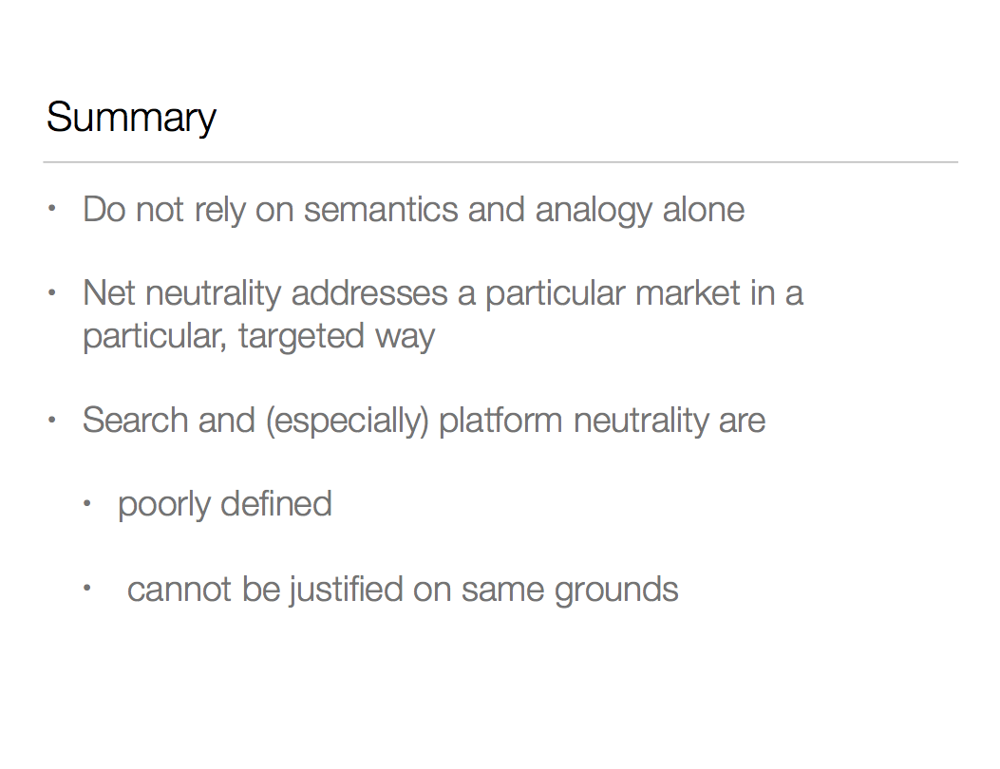 Summary
• Do not rely on semantics and analogy alone
• Net neutrality addresses a particular market in a
particular, targeted way
• Search and (especially) platform neutrality are
• poorly defined
• cannot be justified on same grounds